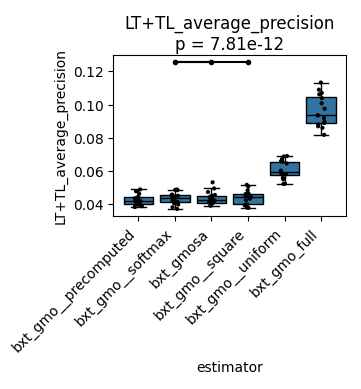 LT+TL_average_precision
p = 7.81e-12
LT+TL_average_precision
0.12
0.10
0.08
0.06
0.04
bxt_gmo__precomputed
bxt_gmo__softmax
bxt_gmosa
bxt_gmo__square
bxt_gmo__uniform
bxt_gmo_full
estimator